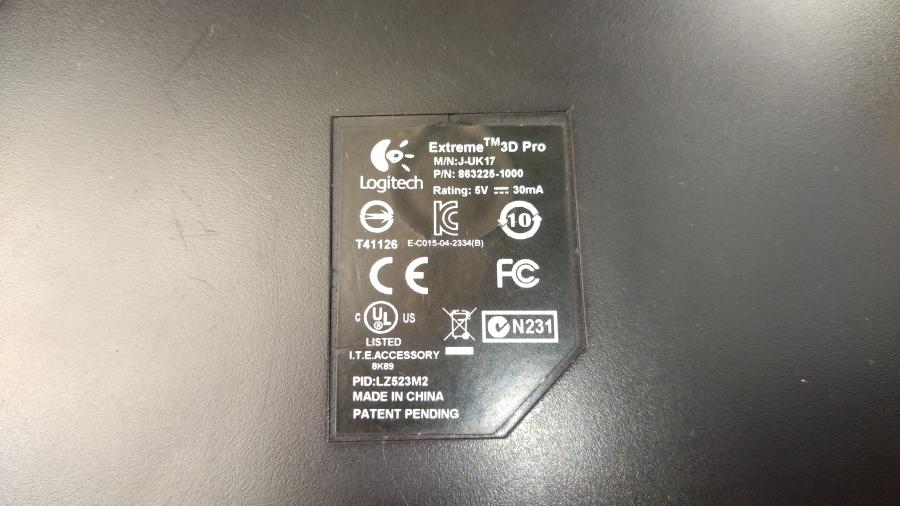 Extreme™3D Pro
M/N:J-UK17
P/N: 863225-1000
Logitech
Rating: 5V ⎓ 30mA
10
T41126
E-C015-04-2334(B)
CE
FC
C UL US
LISTED
N231
I.T.E.ACCESSORY
8K89
PID:LZ523M2
MADE IN CHINA
PATENT PENDING